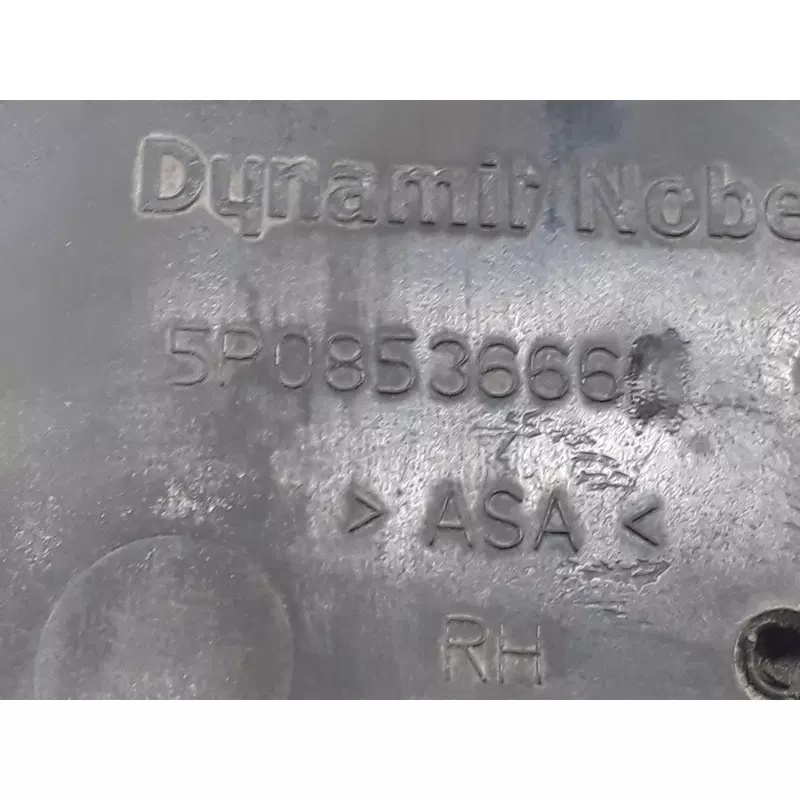 Dynamit Nobe
5P0853666
> ASA <
RH